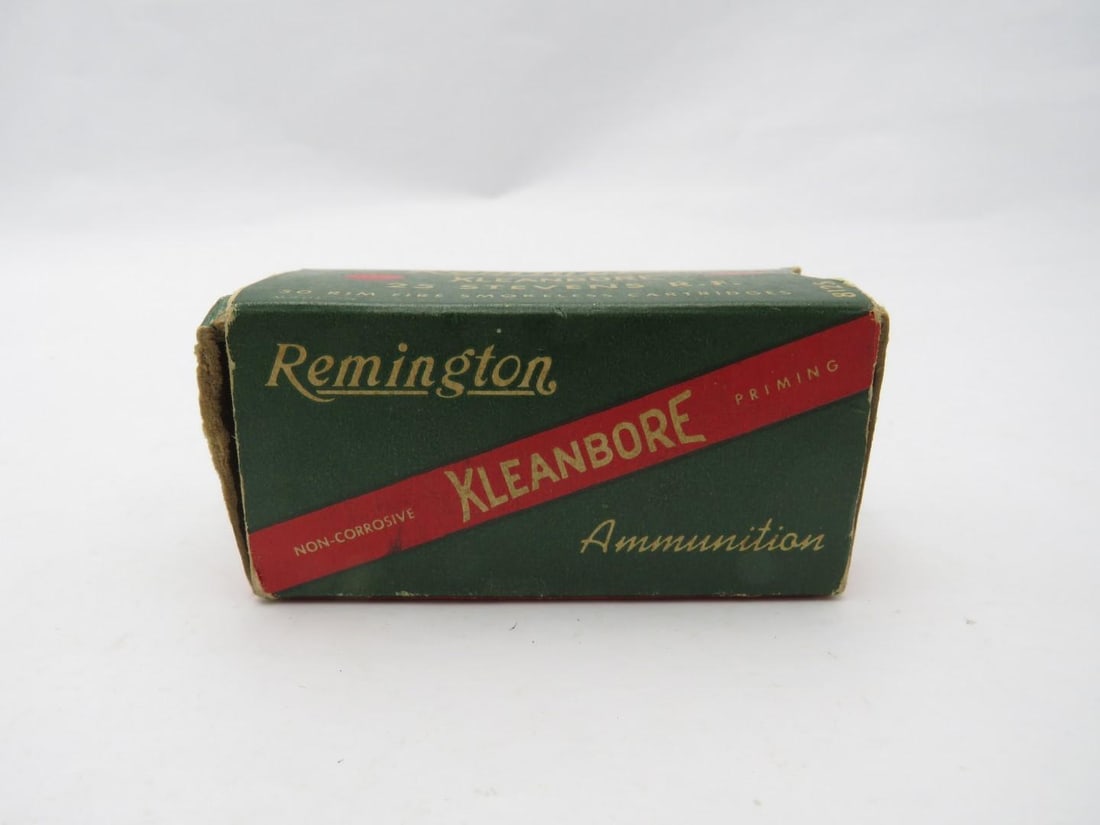 KLEANBORE
25 STEVENS R.F.
50 RIM FIRE SMOKELESS CARTRIDGES
Remington
NON-CORROSIVE KLEANBORE PRIMING
Ammunition